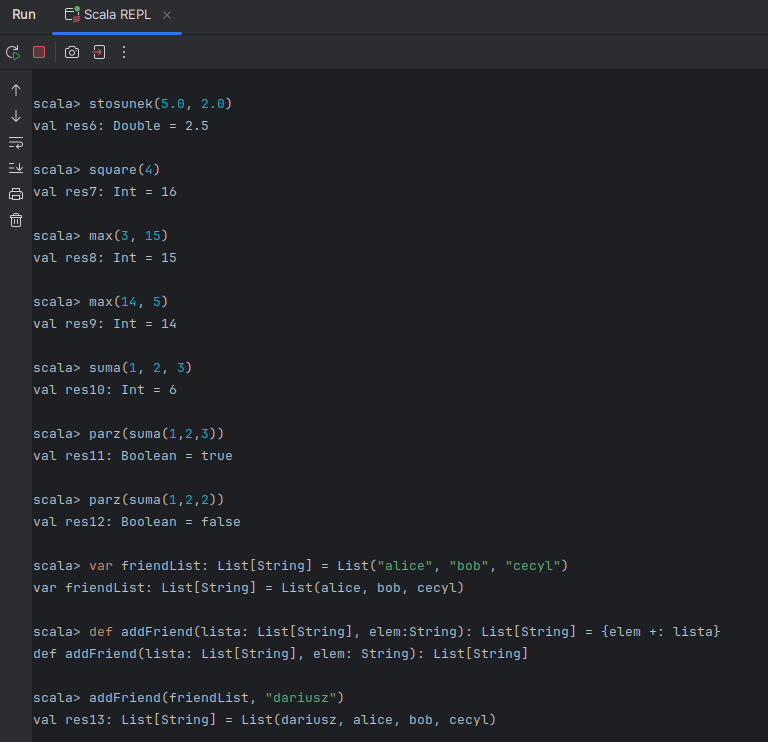 Run
Scala REPL
scala> stosunek(5.0, 2.0)
val res6: Double = 2.5
scala> square(4)
val res7: Int = 16
scala> max(3, 15)
val res8: Int = 15
scala> max(14, 5)
val res9: Int = 14
scala> suma(1, 2, 3)
val res10: Int = 6
scala> parz(suma(1,2,3))
val res11: Boolean = true
scala> parz(suma(1,2,2))
val res12: Boolean = false
scala> var friendList: List[String] = List("alice", "bob", "cecyl")
var friendList: List[String] = List(alice, bob, cecyl)
scala> def addFriend(lista: List[String], elem:String): List[String] = {elem +: lista}
def addFriend(lista: List[String], elem: String): List[String]
scala> addFriend(friendList, "dariusz")
val res13: List[String] = List(dariusz, alice, bob, cecyl)